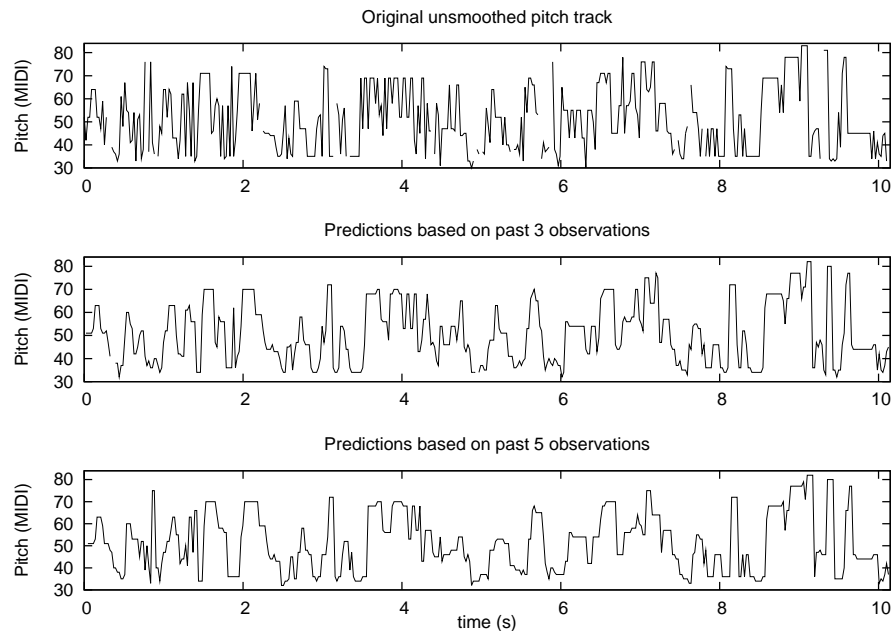 Original unsmoothed pitch track
80
70
60
50
40
30
Pitch (MIDI)
0 2 4 6 8 10
Predictions based on past 3 observations
80
70
60
50
40
30
Pitch (MIDI)
0 2 4 6 8 10
Predictions based on past 5 observations
80
70
60
50
40
30
Pitch (MIDI)
0 2 4 6 8 10
time (s)